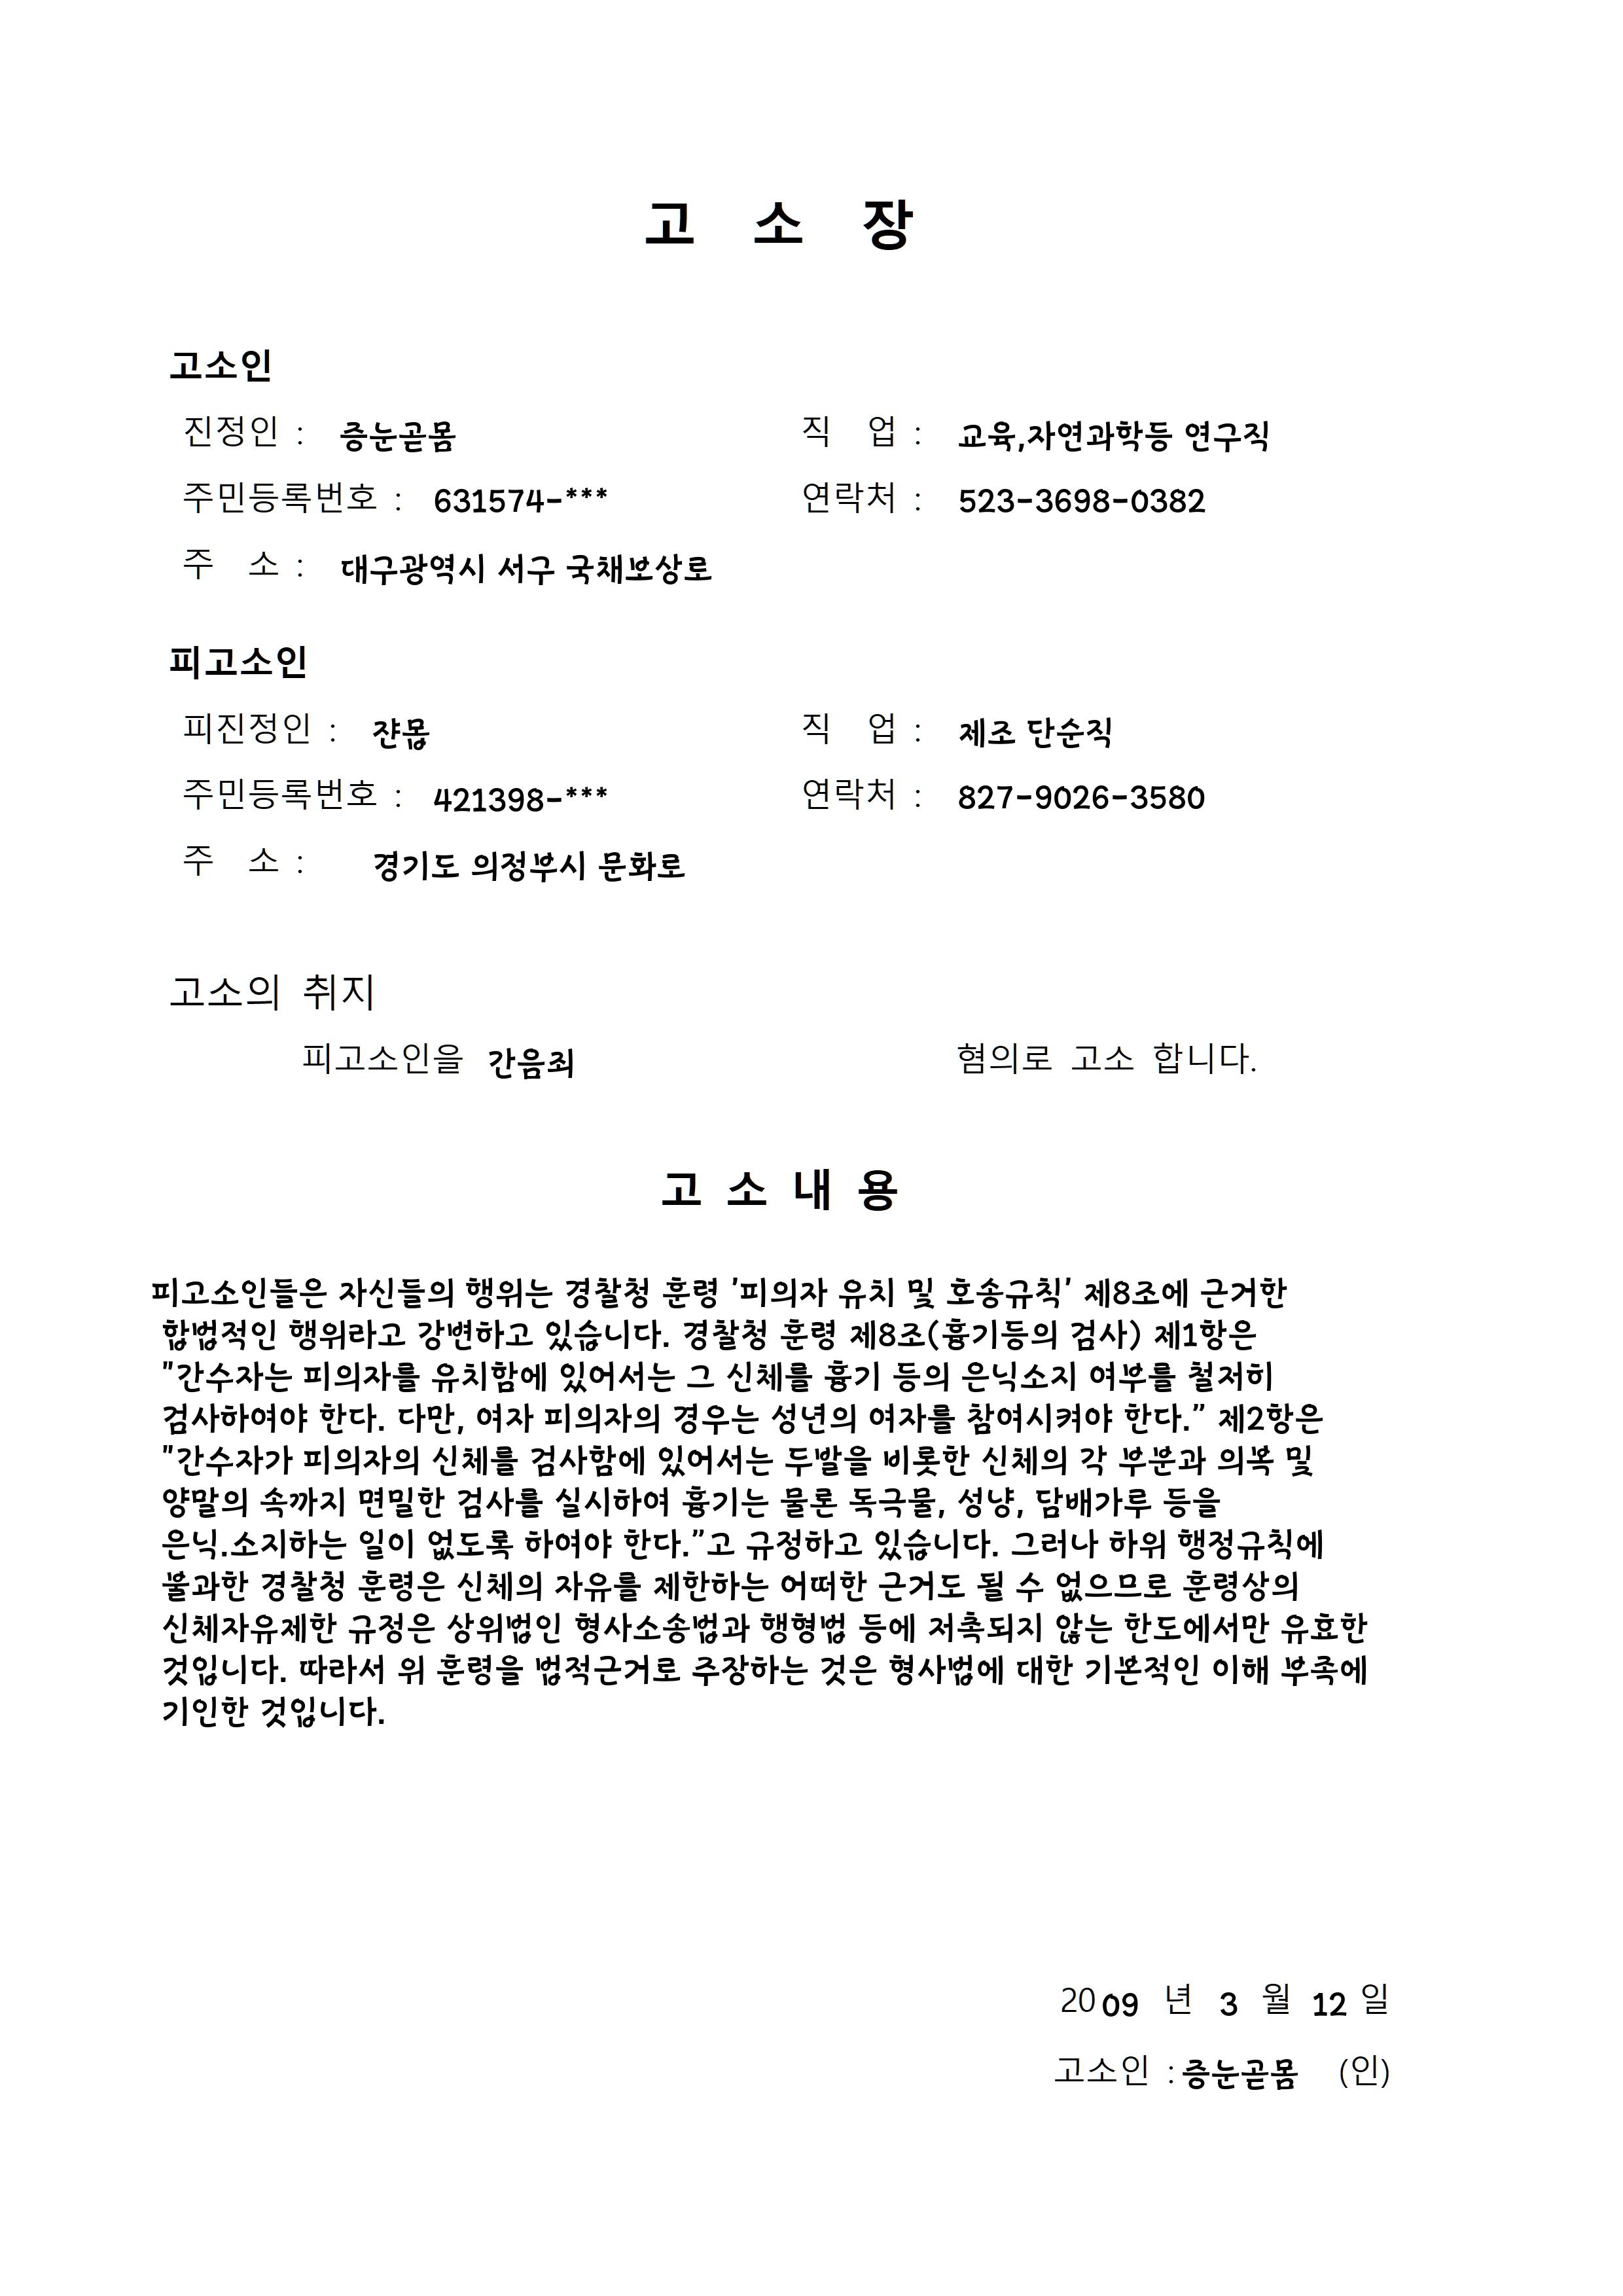 고 소 장
고소인
진정인 : 증눈곧몸 직 업 : 교육,자연과학등 연구직
주민등록번호 : 631574-*** 연락처 : 523-3698-0382
주 소 : 대구광역시 서구 국채보상로
피고소인
피진정인 : 쟌몹 직 업 : 제조 단순직
주민등록번호 : 421398-*** 연락처 : 827-9026-3580
주 소 : 경기도 의정부시 문화로
고소의 취지
피고소인을 간음죄 혐의로 고소 합니다.
고 소 내 용
피고소인들은 자신들의 행위는 경찰청 훈령 '피의자 유치 및 호송규칙' 제8조에 근거한
합법적인 행위라고 강변하고 있습니다. 경찰청 훈령 제8조(흉기등의 검사) 제1항은
"간수자는 피의자를 유치함에 있어서는 그 신체를 흉기 등의 은닉소지 여부를 철저히
검사하여야 한다. 다만, 여자 피의자의 경우는 성년의 여자를 참여시켜야 한다." 제2항은
"간수자가 피의자의 신체를 검사함에 있어서는 두발을 비롯한 신체의 각 부분과 의복 및
양말의 속까지 면밀한 검사를 실시하여 흉기는 물론 독극물, 성냥, 담배가루 등을
은닉.소지하는 일이 없도록 하여야 한다."고 규정하고 있습니다. 그러나 하위 행정규칙에
불과한 경찰청 훈령은 신체의 자유를 제한하는 어떠한 근거도 될 수 없으므로 훈령상의
신체자유제한 규정은 상위법인 형사소송법과 행형법 등에 저촉되지 않는 한도에서만 유효한
것입니다. 따라서 위 훈령을 법적근거로 주장하는 것은 형사법에 대한 기본적인 이해 부족에
기인한 것입니다.
2009 년 3 월 12 일
고소인 : 증눈곧몸 (인)